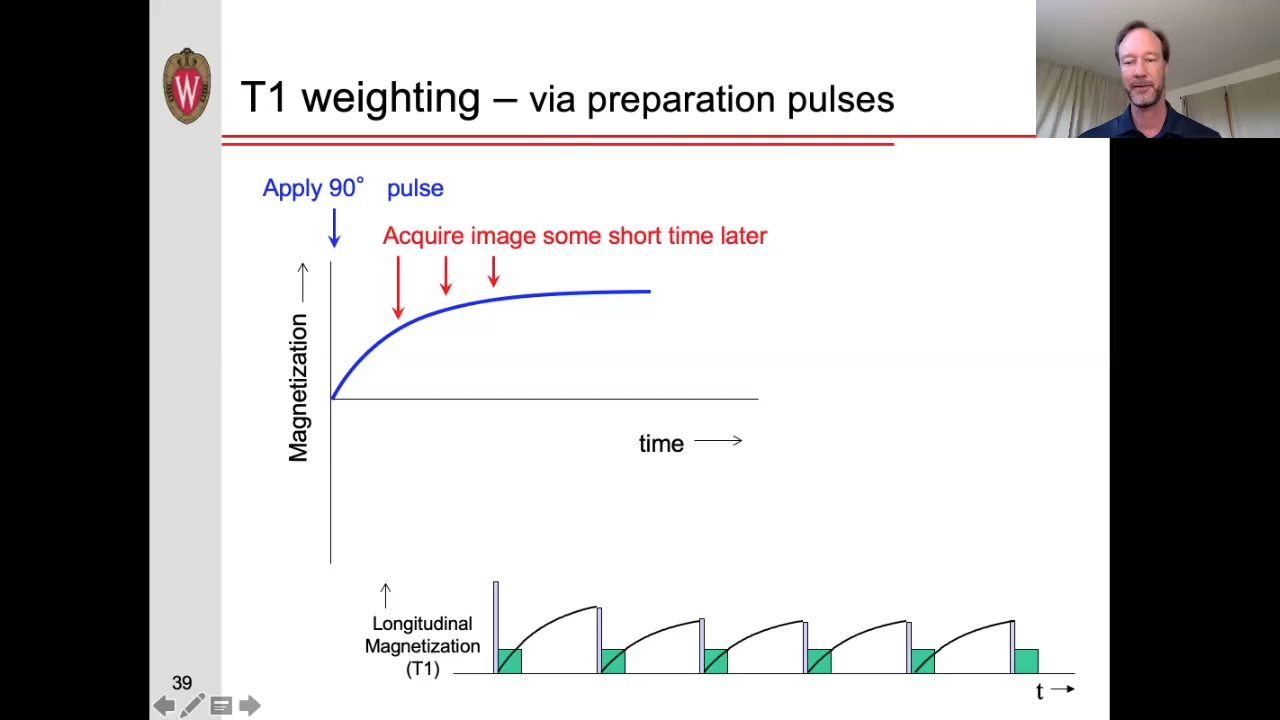 W
T1 weighting – via preparation pulses
Apply 90° pulse
Acquire image some short time later
Magnetization
time
Longitudinal
Magnetization
(T1)
t
39